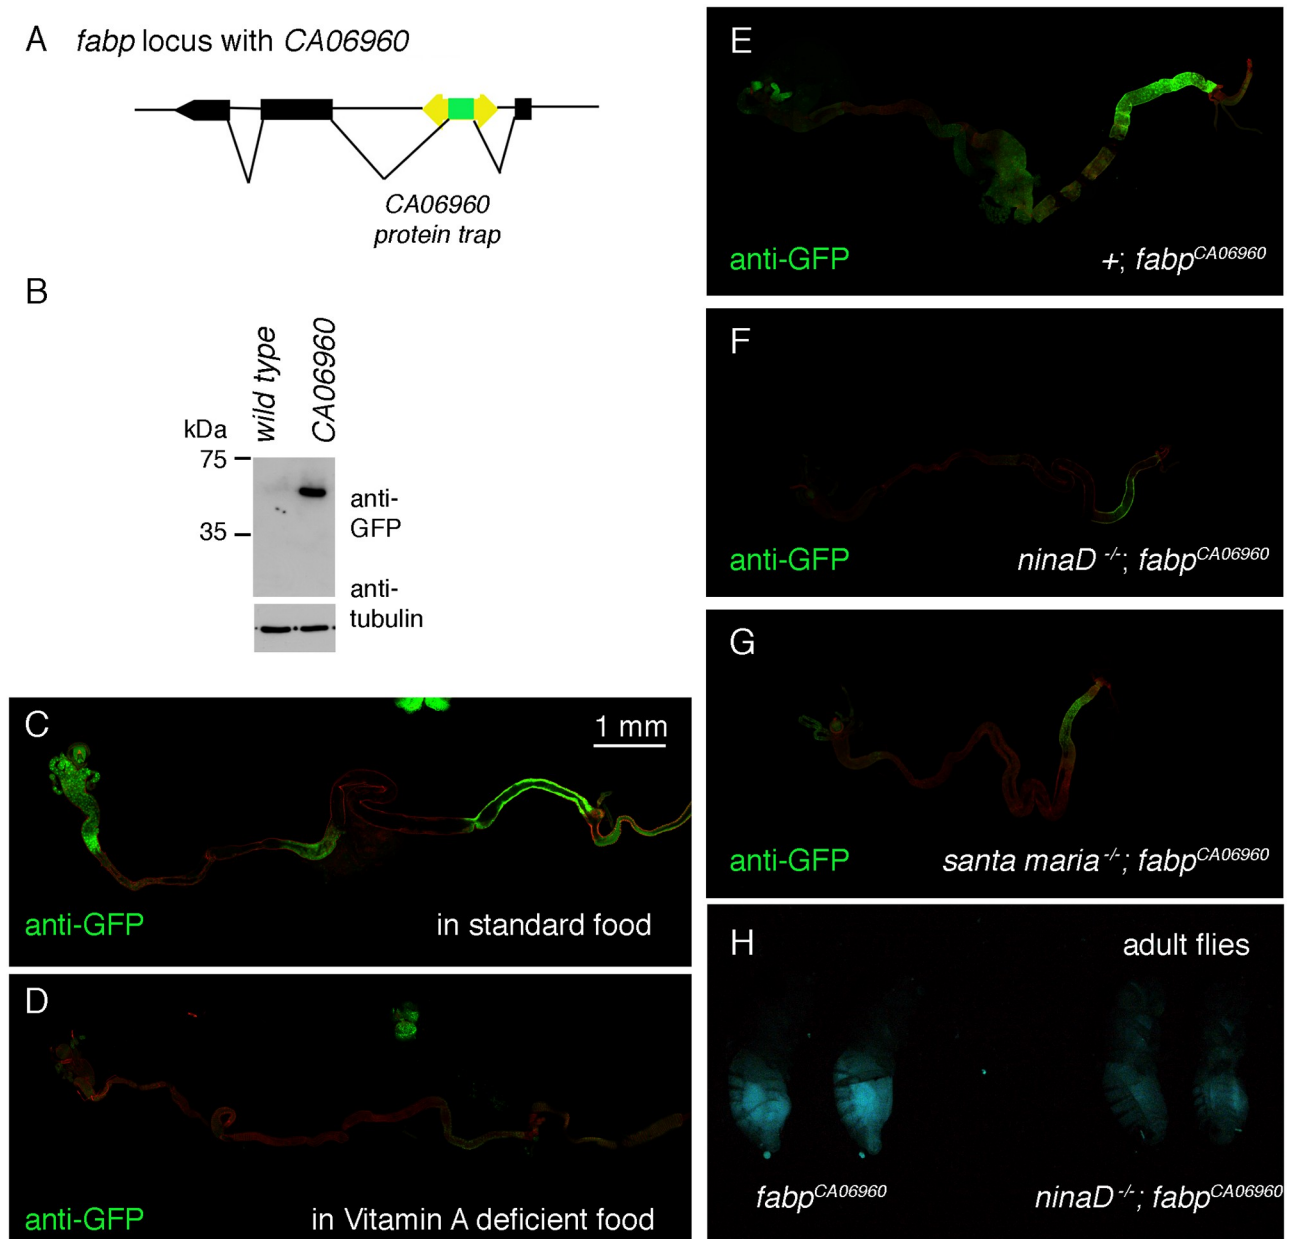 A fabp locus with CA06960
CA06960
protein trap
B
wild type
CA06960
kDa
75
35
anti-
GFP
anti-
tubulin
C
1 mm
anti-GFP
in standard food
D
anti-GFP
in Vitamin A deficient food
E
anti-GFP
+; fabpCA06960
F
anti-GFP
ninaD -/-; fabpCA06960
G
anti-GFP
santa maria-/-; fabpCA06960
H
adult flies
fabpCA06960
ninaD-/-; fabpCA06960